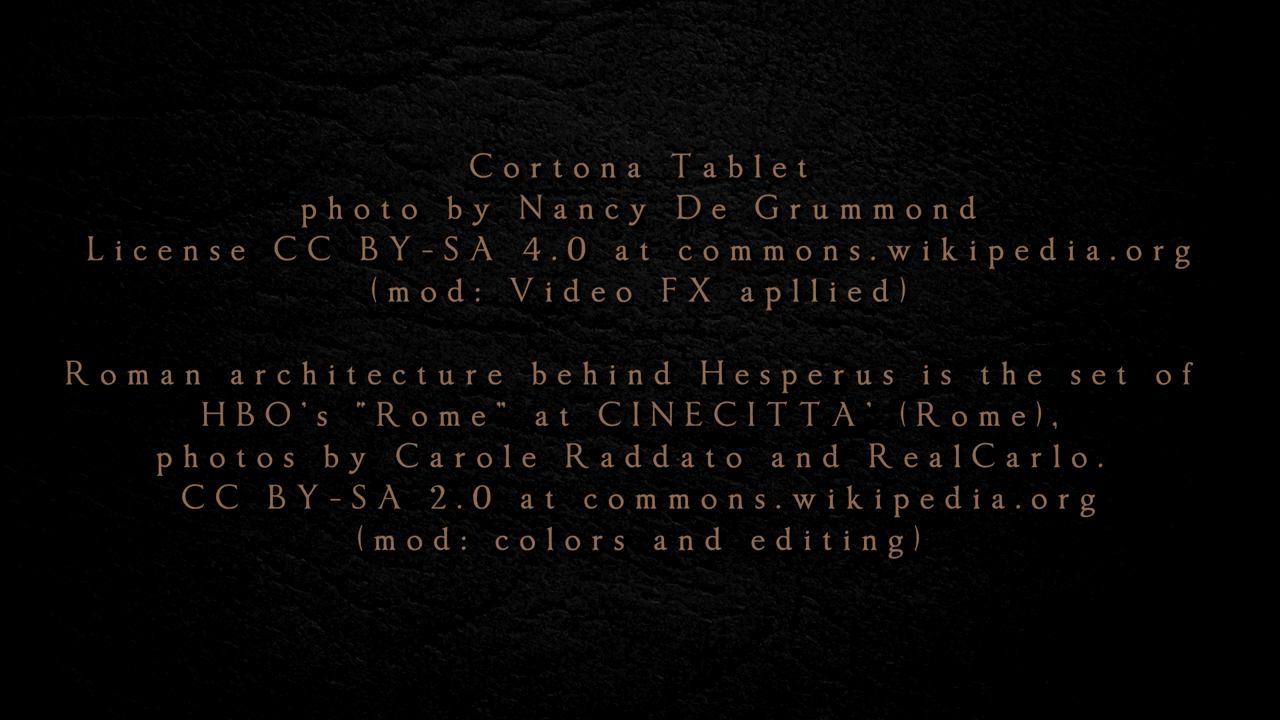 Cortona Tablet
photo by Nancy De Grummond
License CC BY-SA 4.0 at commons.wikipedia.org
(mod: Video FX apllied)
Roman architecture behind Hesperus is the set of
HBO's "Rome" at CINECITTA' (Rome),
photos by Carole Raddato and RealCarlo.
CC BY-SA 2.0 at commons.wikipedia.org
(mod: colors and editing)